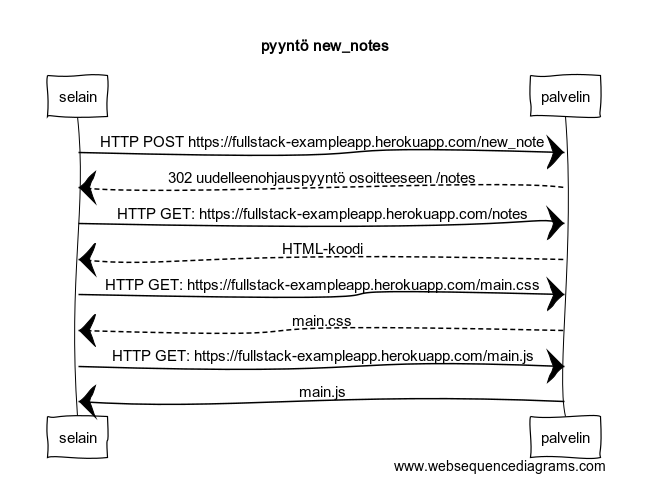 pyyntö new_notes
selain
palvelin
HTTP POST https://fullstack-exampleapp.herokuapp.com/new_note
302 uudelleenohjauspyyntö osoitteeseen /notes
HTTP GET: https://fullstack-exampleapp.herokuapp.com/notes
HTML-koodi
HTTP GET: https://fullstack-exampleapp.herokuapp.com/main.css
main.css
HTTP GET: https://fullstack-exampleapp.herokuapp.com/main.js
main.js
selain
palvelin
www.websequencediagrams.com